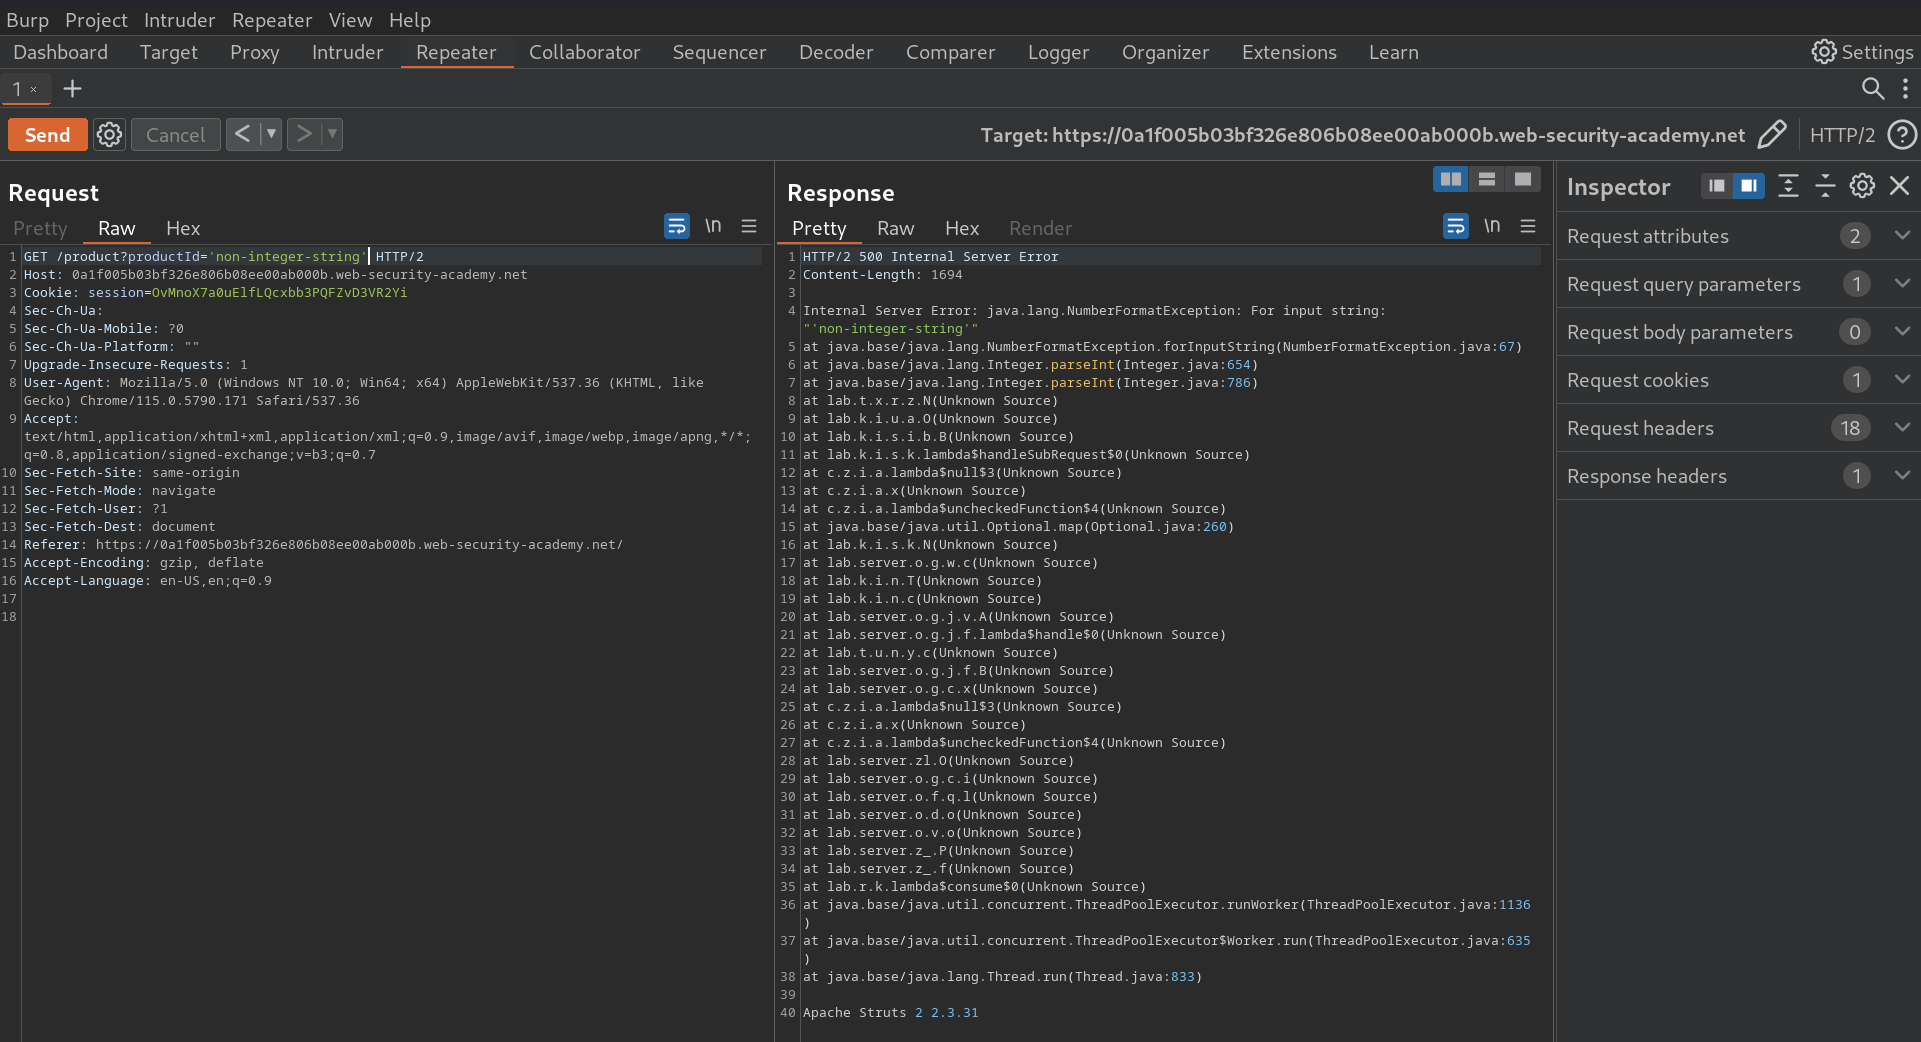 Burp Project Intruder Repeater View Help
Dashboard Target Proxy Intruder Repeater Collaborator Sequencer Decoder Comparer Logger Organizer Extensions Learn Settings
1 × +
Send Cancel < > Target: https://0a1f005b03bf326e806b08ee00ab000b.web-security-academy.net HTTP/2 ?
Request
Pretty Raw Hex \n
1 GET /product?productId='non-integer-string' HTTP/2
2 Host: 0a1f005b03bf326e806b08ee00ab000b.web-security-academy.net
3 Cookie: session=OvMnoX7a0uElfLQcxbb3PQFZvD3VR2Yi
4 Sec-Ch-Ua:
5 Sec-Ch-Ua-Mobile: ?0
6 Sec-Ch-Ua-Platform: ""
7 Upgrade-Insecure-Requests: 1
8 User-Agent: Mozilla/5.0 (Windows NT 10.0; Win64; x64) AppleWebKit/537.36 (KHTML, like
Gecko) Chrome/115.0.5790.171 Safari/537.36
9 Accept:
text/html,application/xhtml+xml,application/xml;q=0.9,image/avif,image/webp,image/apng,*/*;
q=0.8,application/signed-exchange;v=b3;q=0.7
10 Sec-Fetch-Site: same-origin
11 Sec-Fetch-Mode: navigate
12 Sec-Fetch-User: ?1
13 Sec-Fetch-Dest: document
14 Referer: https://0a1f005b03bf326e806b08ee00ab000b.web-security-academy.net/
15 Accept-Encoding: gzip, deflate
16 Accept-Language: en-US,en;q=0.9
17
18
Response
Pretty Raw Hex Render \n
1 HTTP/2 500 Internal Server Error
2 Content-Length: 1694
3
4 Internal Server Error: java.lang.NumberFormatException: For input string:
"'non-integer-string'"
5 at java.base/java.lang.NumberFormatException.forInputString(NumberFormatException.java:67)
6 at java.base/java.lang.Integer.parseInt(Integer.java:654)
7 at java.base/java.lang.Integer.parseInt(Integer.java:786)
8 at lab.t.x.r.z.N(Unknown Source)
9 at lab.k.i.u.a.O(Unknown Source)
10 at lab.k.i.s.i.b.B(Unknown Source)
11 at lab.k.i.s.k.lambda$handleSubRequest$0(Unknown Source)
12 at c.z.i.a.lambda$null$3(Unknown Source)
13 at c.z.i.a.x(Unknown Source)
14 at c.z.i.a.lambda$uncheckedFunction$4(Unknown Source)
15 at java.base/java.util.Optional.map(Optional.java:260)
16 at lab.k.i.s.k.N(Unknown Source)
17 at lab.server.o.g.w.c(Unknown Source)
18 at lab.k.i.n.T(Unknown Source)
19 at lab.k.i.n.c(Unknown Source)
20 at lab.server.o.g.j.v.A(Unknown Source)
21 at lab.server.o.g.j.f.lambda$handle$0(Unknown Source)
22 at lab.t.u.n.y.c(Unknown Source)
23 at lab.server.o.g.j.f.B(Unknown Source)
24 at lab.server.o.g.c.x(Unknown Source)
25 at c.z.i.a.lambda$null$3(Unknown Source)
26 at c.z.i.a.x(Unknown Source)
27 at c.z.i.a.lambda$uncheckedFunction$4(Unknown Source)
28 at lab.server.zl.O(Unknown Source)
29 at lab.server.o.g.c.i(Unknown Source)
30 at lab.server.o.f.q.l(Unknown Source)
31 at lab.server.o.d.o(Unknown Source)
32 at lab.server.o.v.o(Unknown Source)
33 at lab.server.z_.P(Unknown Source)
34 at lab.server.z_.f(Unknown Source)
35 at lab.r.k.lambda$consume$0(Unknown Source)
36 at java.base/java.util.concurrent.ThreadPoolExecutor.runWorker(ThreadPoolExecutor.java:1136
)
37 at java.base/java.util.concurrent.ThreadPoolExecutor$Worker.run(ThreadPoolExecutor.java:635
)
38 at java.base/java.lang.Thread.run(Thread.java:833)
39
40 Apache Struts 2 2.3.31
Inspector
Request attributes 2
Request query parameters 1
Request body parameters 0
Request cookies 1
Request headers 18
Response headers 1